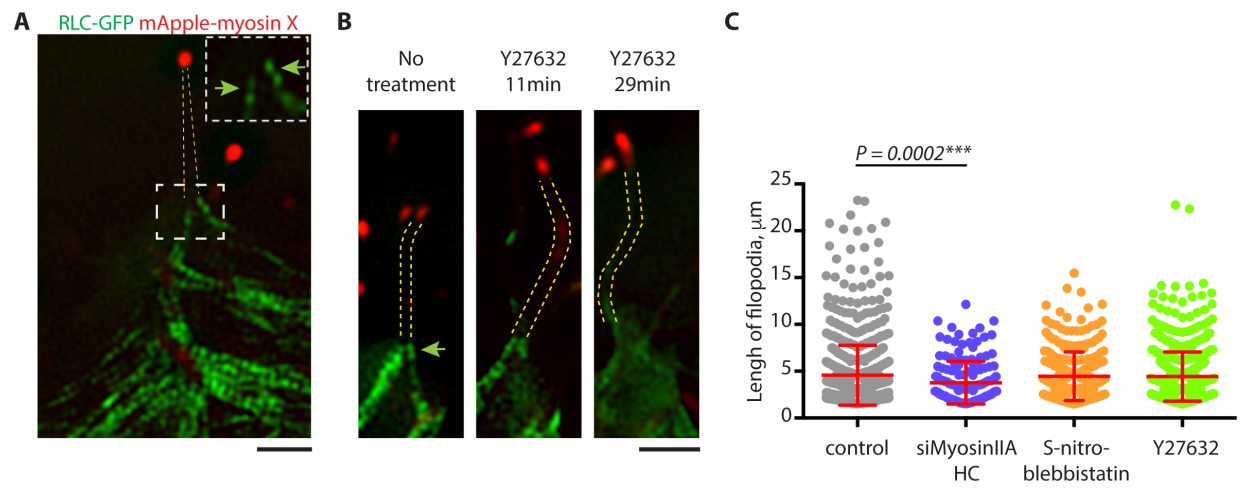 A
RLC-GFP mApple-myosin X
B
No
treatment
Y27632
11min
Y27632
29min
C
P = 0.0002***
Lengh of filopodia, μm
25
20
15
10
5
0
control
siMyosinIIA
HC
S-nitro-
blebbistatin
Y27632